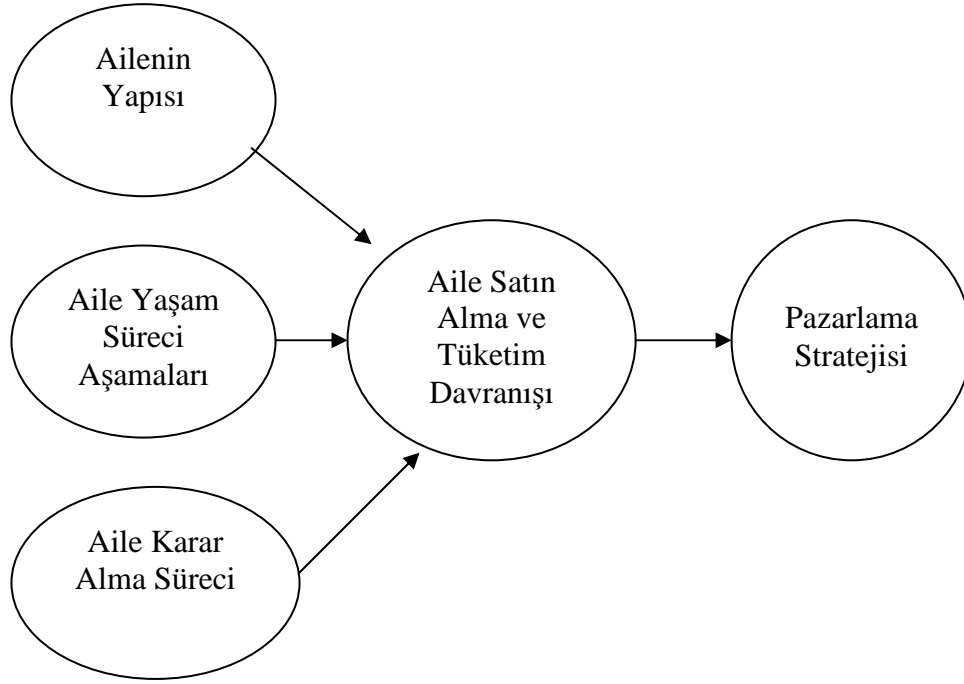 Ailenin
Yapısı
Aile Yaşam
Süreci
Aşamaları
Aile Karar
Alma Süreci
Aile Satın
Alma ve
Tüketim
Davranışı
Pazarlama
Stratejisi